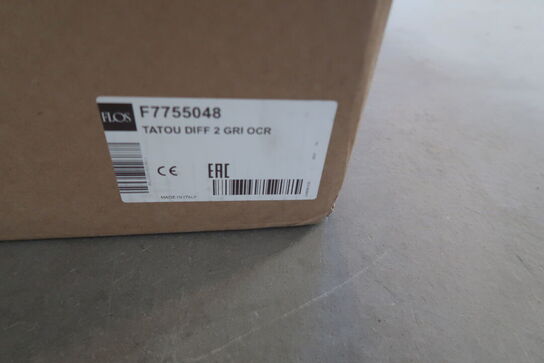 FLOS F7755048
TATOU DIFF 2 GRI OCR
CE EAC
MADE IN ITALY